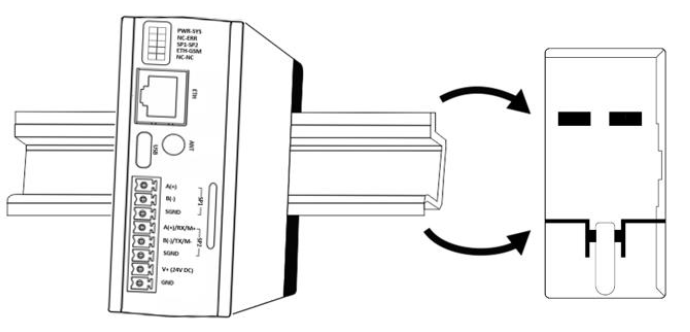 PWR-SYS
NC-ERR
SP1-SP2
ETH-GSM
NC-NC
ETH
USB
ANT
A(+)
B(-)
SGND
SP1
A(+)/RX/M+
B(-)/TX/M-
SGND
SP2
V+ (24V DC)
GND